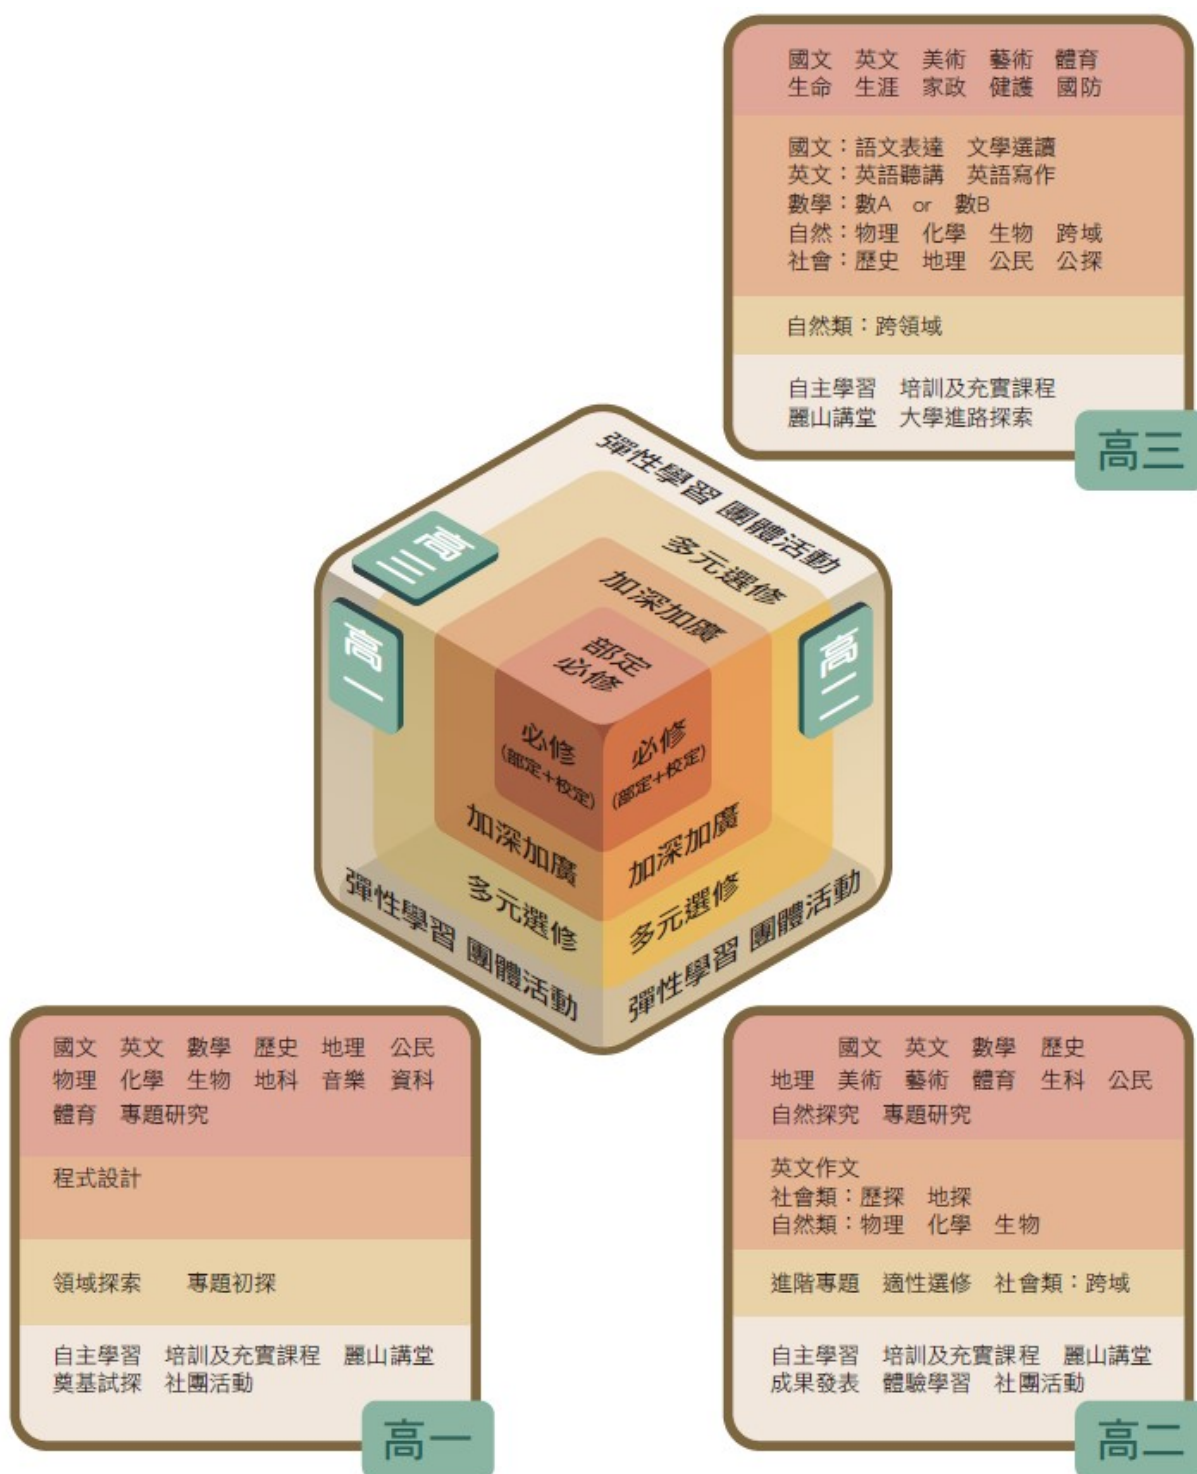 國文 英文 美術 藝術 體育
生命 生涯 家政 健護 國防
國文：語文表達 文學選讀
英文：英語聽講 英語寫作
數學：數A or 數B
自然：物理 化學 生物 跨域
社會：歷史 地理 公民 公探
自然類：跨領域
自主學習 培訓及充實課程
麗山講堂 大學進路探索
高三
彈性學習 團體活動
多元選修
加深加廣
部定
必修
高三
高一
高二
必修
(部定+校定)
加深加廣
多元選修
彈性學習 團體活動
必修
(部定+校定)
加深加廣
多元選修
彈性學習 團體活動
國文 英文 數學 歷史 地理 公民
物理 化學 生物 地科 音樂 資科
體育 專題研究
程式設計
領域探索 專題初探
自主學習 培訓及充實課程 麗山講堂
奠基試探 社團活動
高一
國文 英文 數學 歷史
地理 美術 藝術 體育 生科 公民
自然探究 專題研究
英文作文
社會類：歷探 地探
自然類：物理 化學 生物
進階專題 適性選修 社會類：跨域
自主學習 培訓及充實課程 麗山講堂
成果發表 體驗學習 社團活動
高二